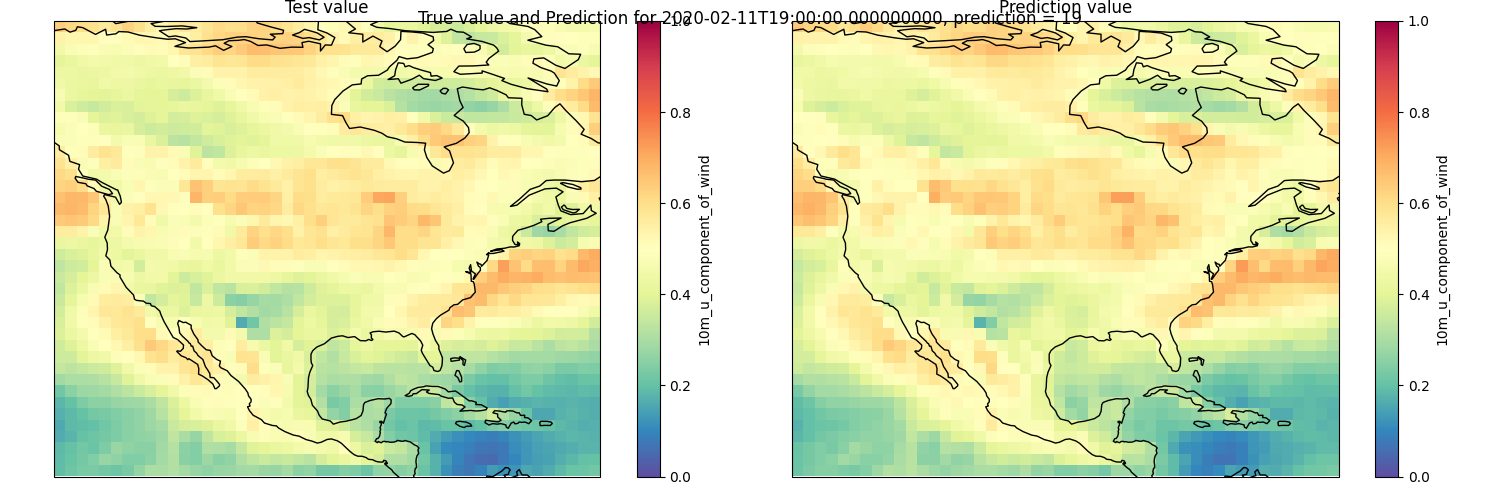 Test value
True value and Prediction for 2020-02-11T19:00:00.000000000, prediction = 19
Prediction value
1.0
0.8
0.6
0.4
0.2
0.0
10m_u_component_of_wind
1.0
0.8
0.6
0.4
0.2
0.0
10m_u_component_of_wind